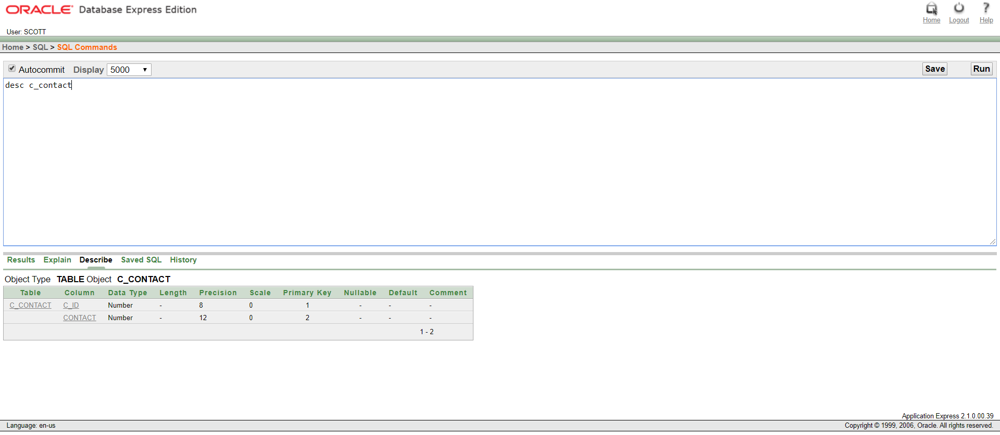 ORACLE Database Express Edition
Home Logout Help
User: SCOTT
Home > SQL > SQL Commands
Autocommit Display 5000 Save Run
desc c_contact
Results Explain Describe Saved SQL History
Object Type TABLE Object C_CONTACT
Table Column Data Type Length Precision Scale Primary Key Nullable Default Comment
C_CONTACT C_ID Number - 8 0 1 - - -
CONTACT Number - 12 0 2 - - -
1 - 2
Application Express 2.1.0.00.39
Language: en-us Copyright © 1999, 2006, Oracle. All rights reserved.